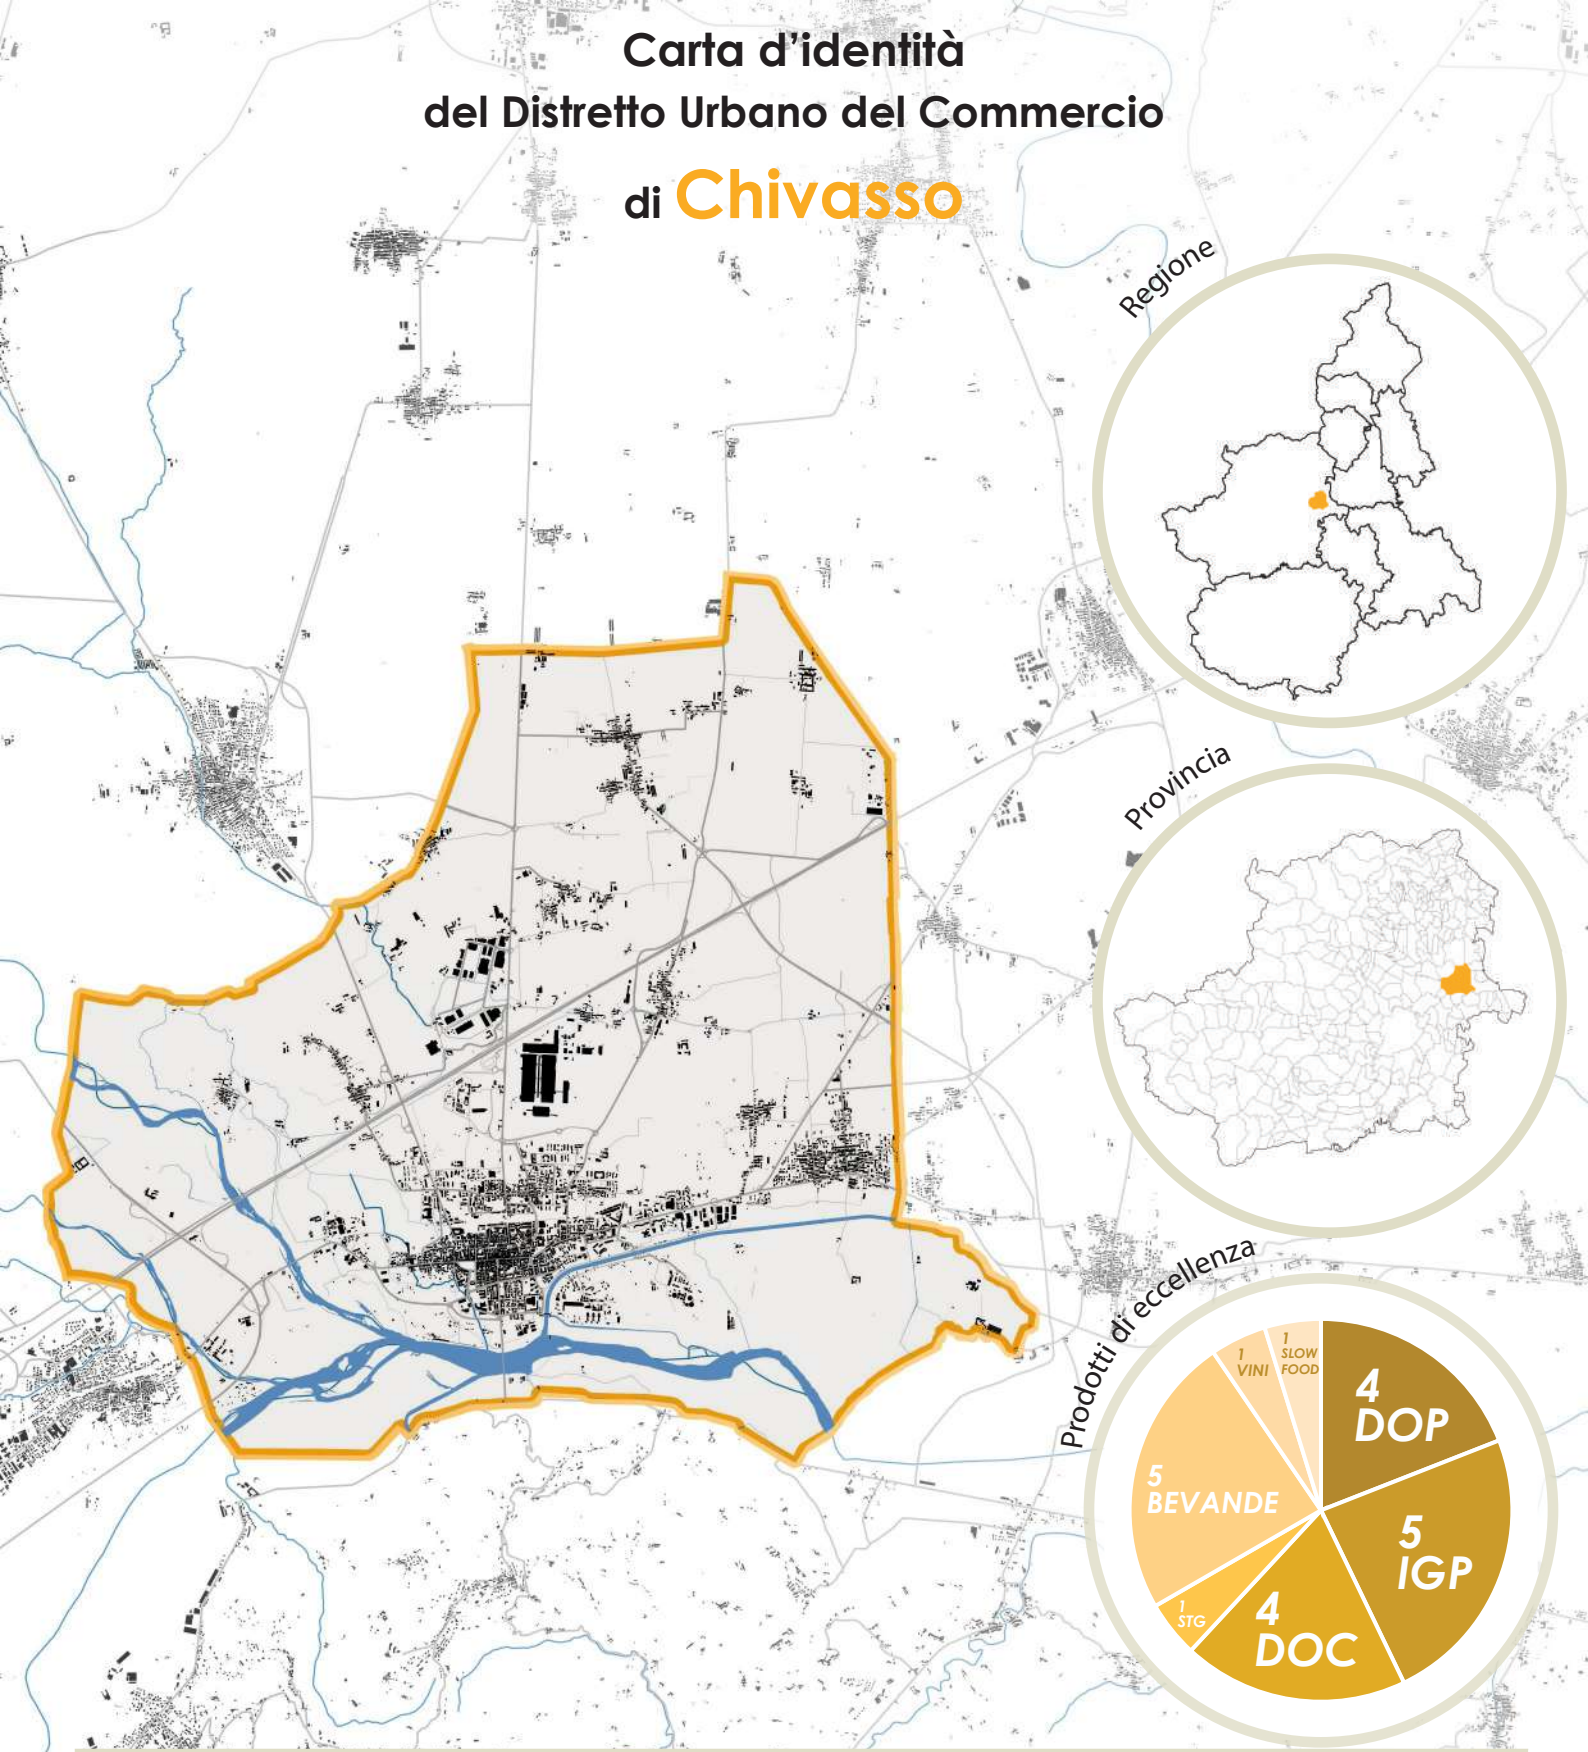 Carta d'identità
del Distretto Urbano del Commercio
di Chivasso
Regione
Provincia
Prodotti di eccellenza
4
DOP
5
IGP
4
DOC
1
STG
5
BEVANDE
1
VINI
1
SLOW
FOOD